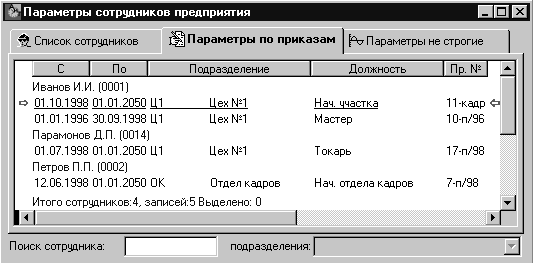 Параметры сотрудников предприятия
Список сотрудников Параметры по приказам Параметры не строгие
С По Подразделение Должность Пр. №
Иванов И.И. (0001)
01.10.1998 01.01.2050 Ц1 Цех №1 Нач. участка 11-кадр
01.01.1996 30.09.1998 Ц1 Цех №1 Мастер 10-п/96
Парамонов Д.П. (0014)
01.07.1998 01.01.2050 Ц1 Цех №1 Токарь 17-п/98
Петров П.П. (0002)
12.06.1998 01.01.2050 ОК Отдел кадров Нач. отдела кадров 7-п/98
Итого сотрудников:4, записей:5 Выделено: 0
Поиск сотрудника: подразделения: